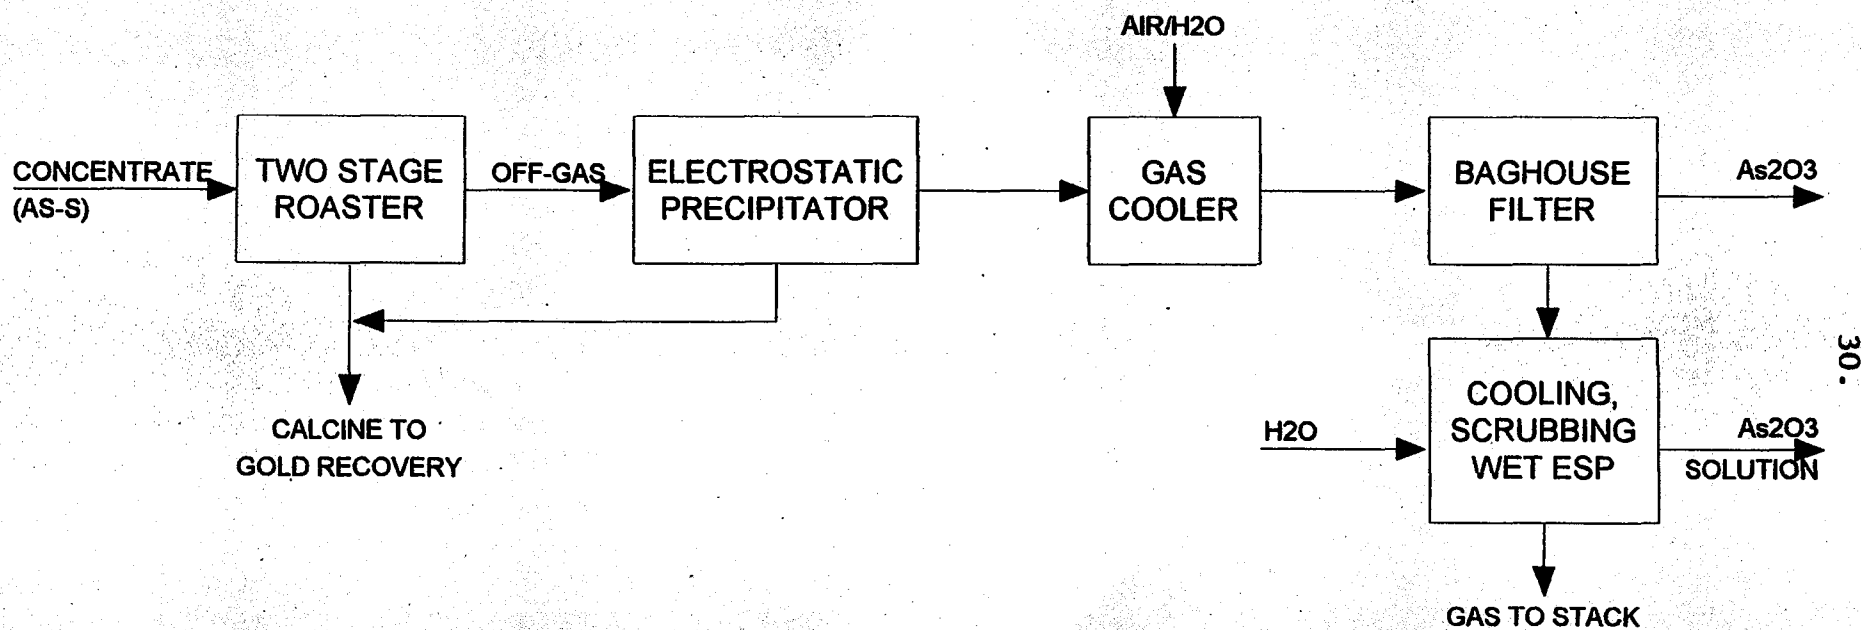 AIR/H2O
CONCENTRATE
(AS-S)
TWO STAGE
ROASTER
OFF-GAS
ELECTROSTATIC
PRECIPITATOR
GAS
COOLER
BAGHOUSE
FILTER
As2O3
CALCINE TO
GOLD RECOVERY
H2O
COOLING,
SCRUBBING
WET ESP
As2O3
SOLUTION
GAS TO STACK
30.